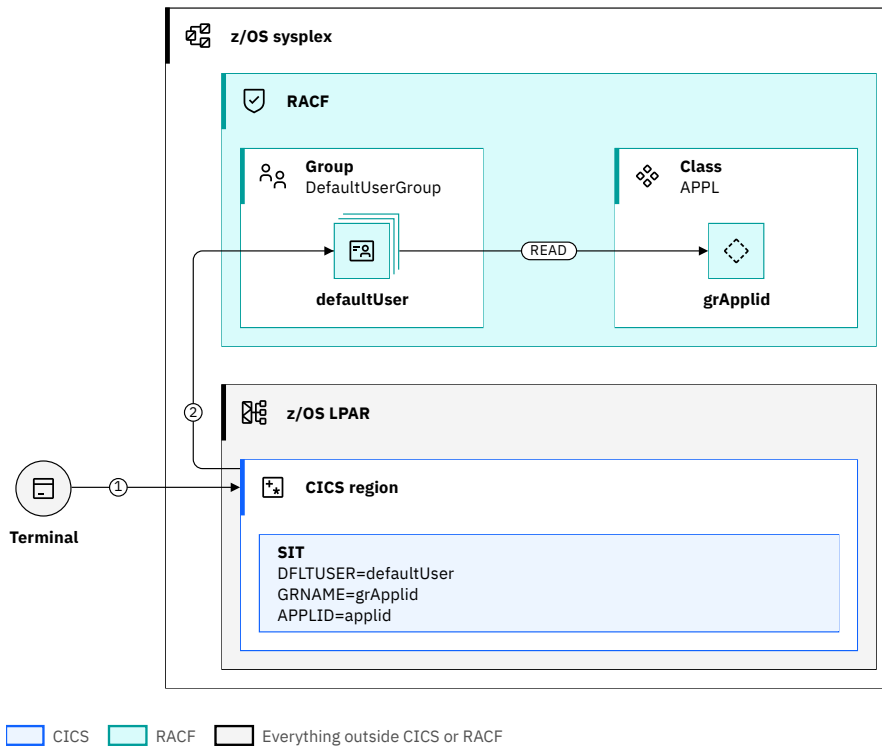 z/OS sysplex
RACF
Group
DefaultUserGroup
Class
APPL
READ
defaultUser
grApplid
2
z/OS LPAR
1
CICS region
Terminal
SIT
DFLTUSER=defaultUser
GRNAME=grApplid
APPLID=applid
CICS
RACF
Everything outside CICS or RACF